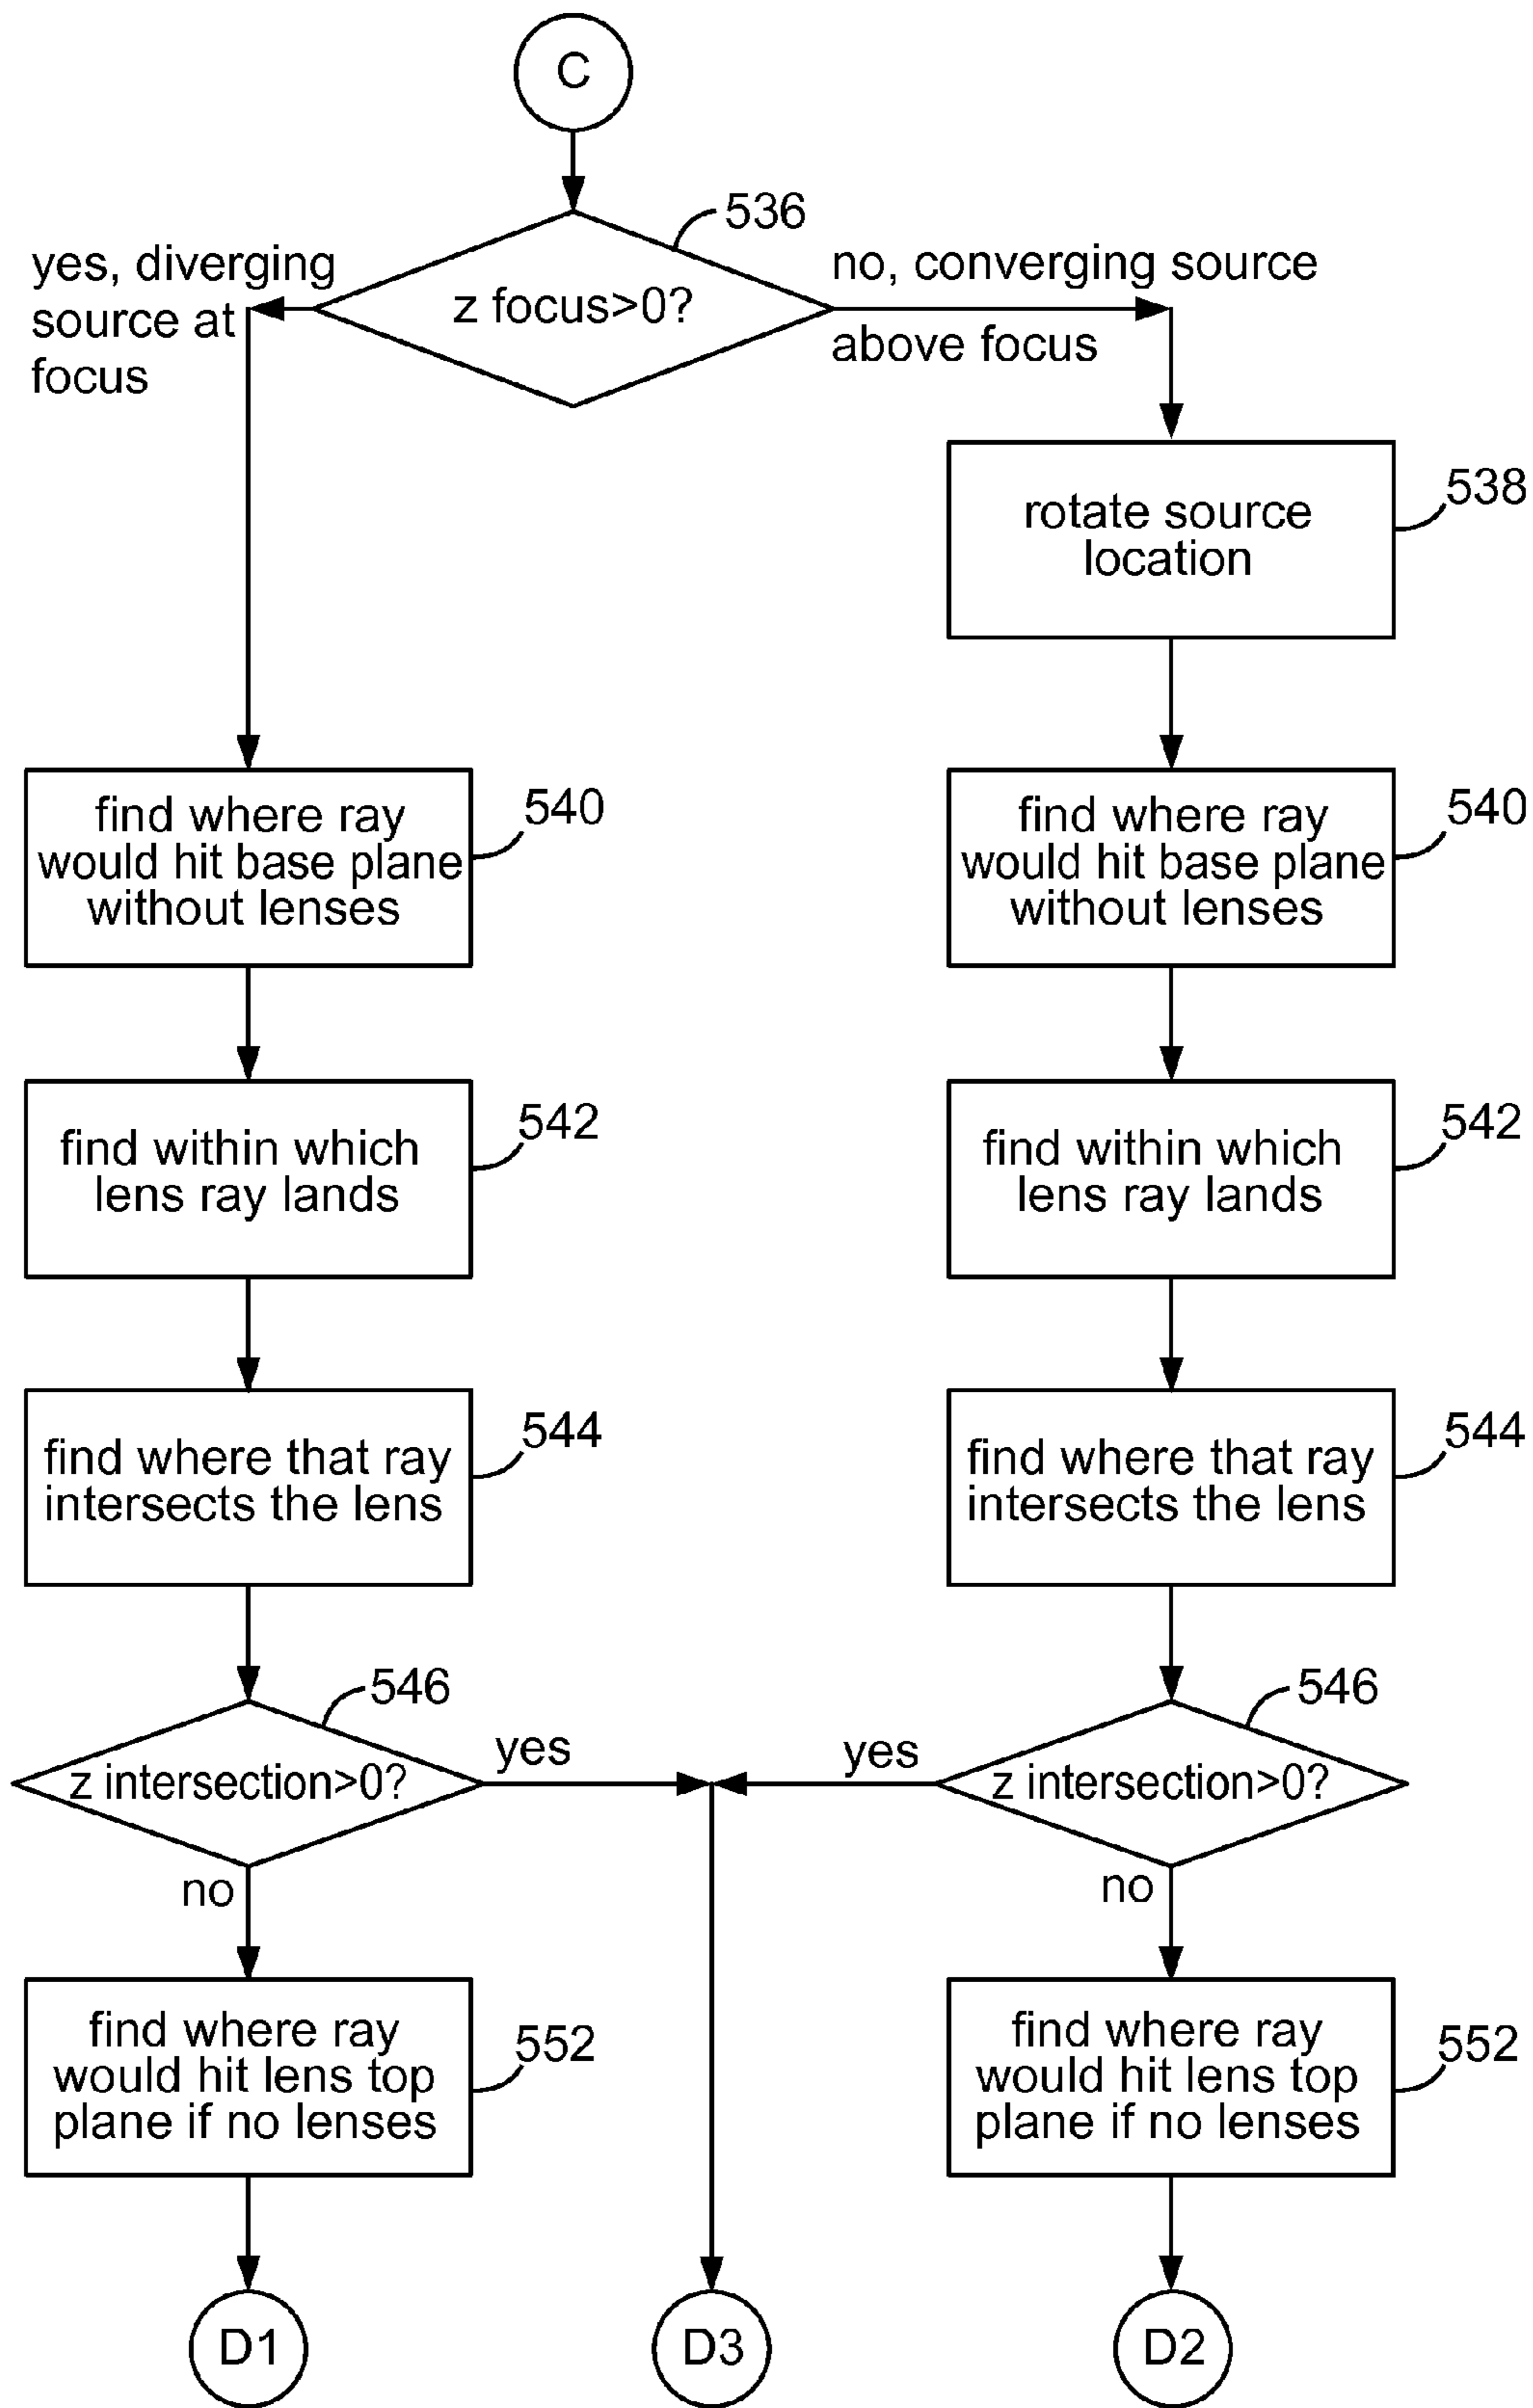 C
536
yes, diverging
source at
focus
z focus>0?
no, converging source
above focus
rotate source
location
538
find where ray
would hit base plane
without lenses
540
find where ray
would hit base plane
without lenses
540
find within which
lens ray lands
542
find within which
lens ray lands
542
find where that ray
intersects the lens
544
find where that ray
intersects the lens
544
546
z intersection>0?
yes
no
546
yes
z intersection>0?
no
find where ray
would hit lens top
plane if no lenses
552
find where ray
would hit lens top
plane if no lenses
552
D1
D3
D2